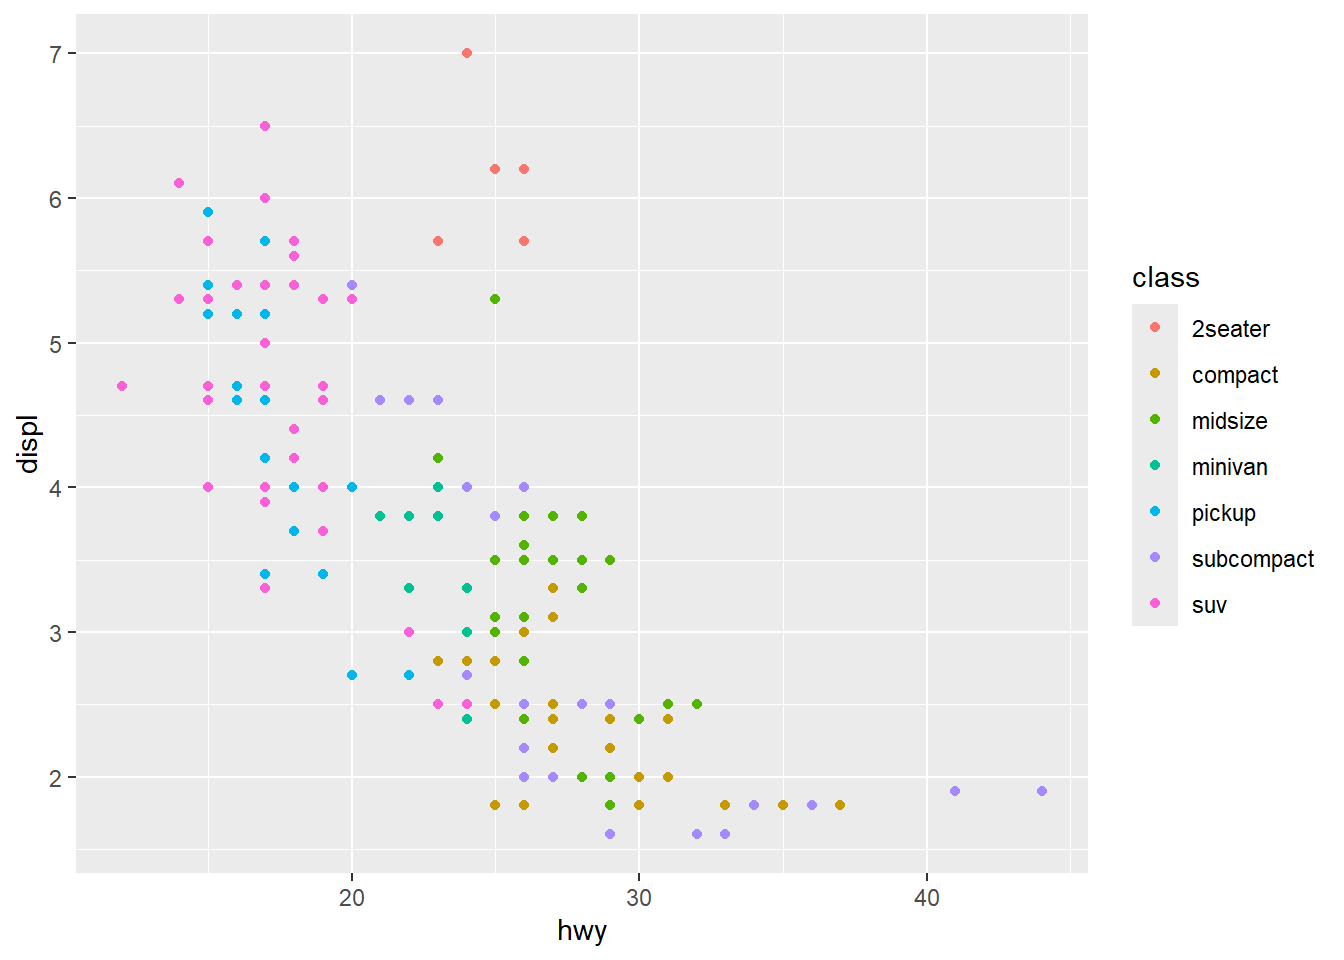 7
6
5
4
3
2
displ
20 30 40
hwy
class
2seater
compact
midsize
minivan
pickup
subcompact
suv